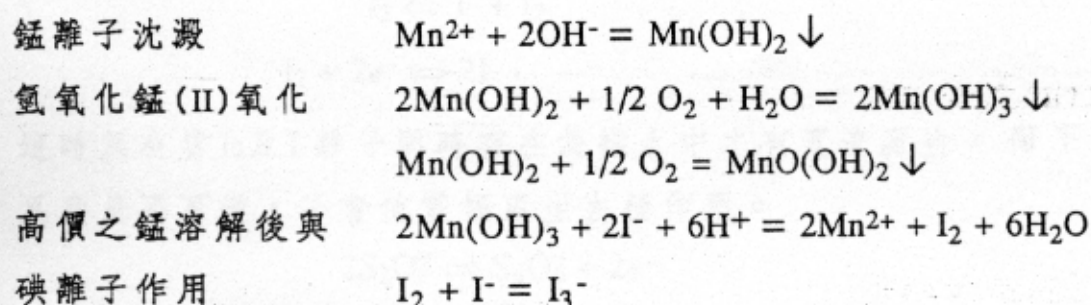 錳離子沈澱 Mn²⁺ + 2OH⁻ = Mn(OH)₂ ↓
氫氧化錳(II)氧化 2Mn(OH)₂ + 1/2 O₂ + H₂O = 2Mn(OH)₃ ↓
Mn(OH)₂ + 1/2 O₂ = MnO(OH)₂ ↓
高價之錳溶解後與 2Mn(OH)₃ + 2I⁻ + 6H⁺ = 2Mn²⁺ + I₂ + 6H₂O
碘離子作用 I₂ + I⁻ = I₃⁻